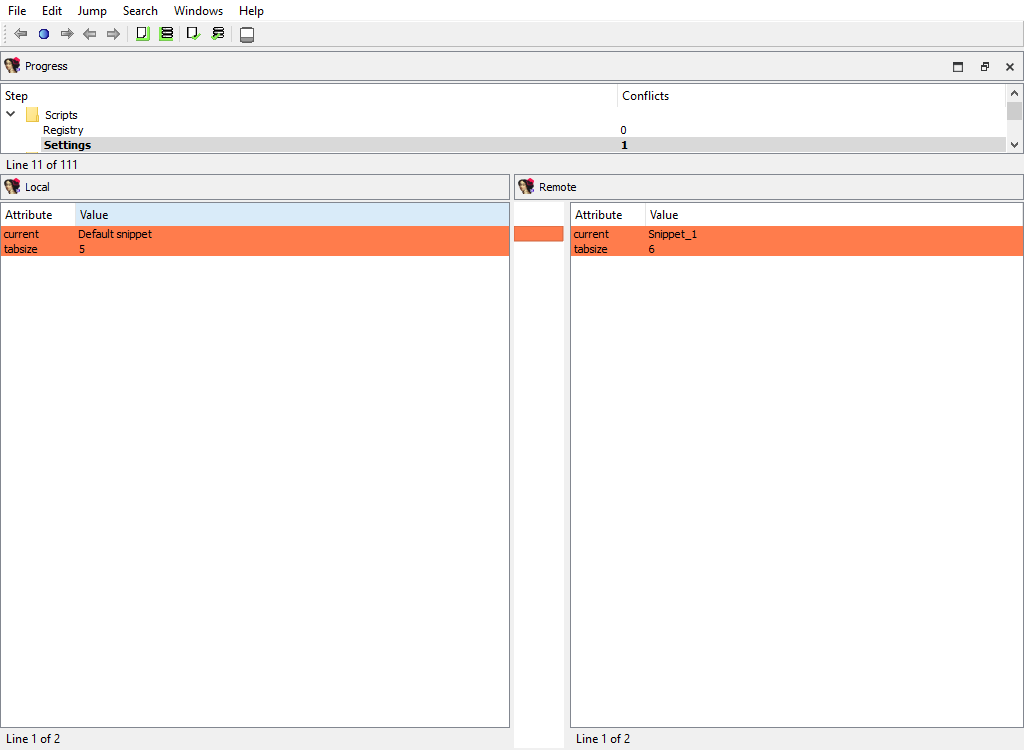 File Edit Jump Search Windows Help
Progress
Step Conflicts
Scripts
Registry 0
Settings 1
Line 11 of 111
Local Remote
Attribute Value Attribute Value
current Default snippet current Snippet_1
tabsize 5 tabsize 6
Line 1 of 2 Line 1 of 2